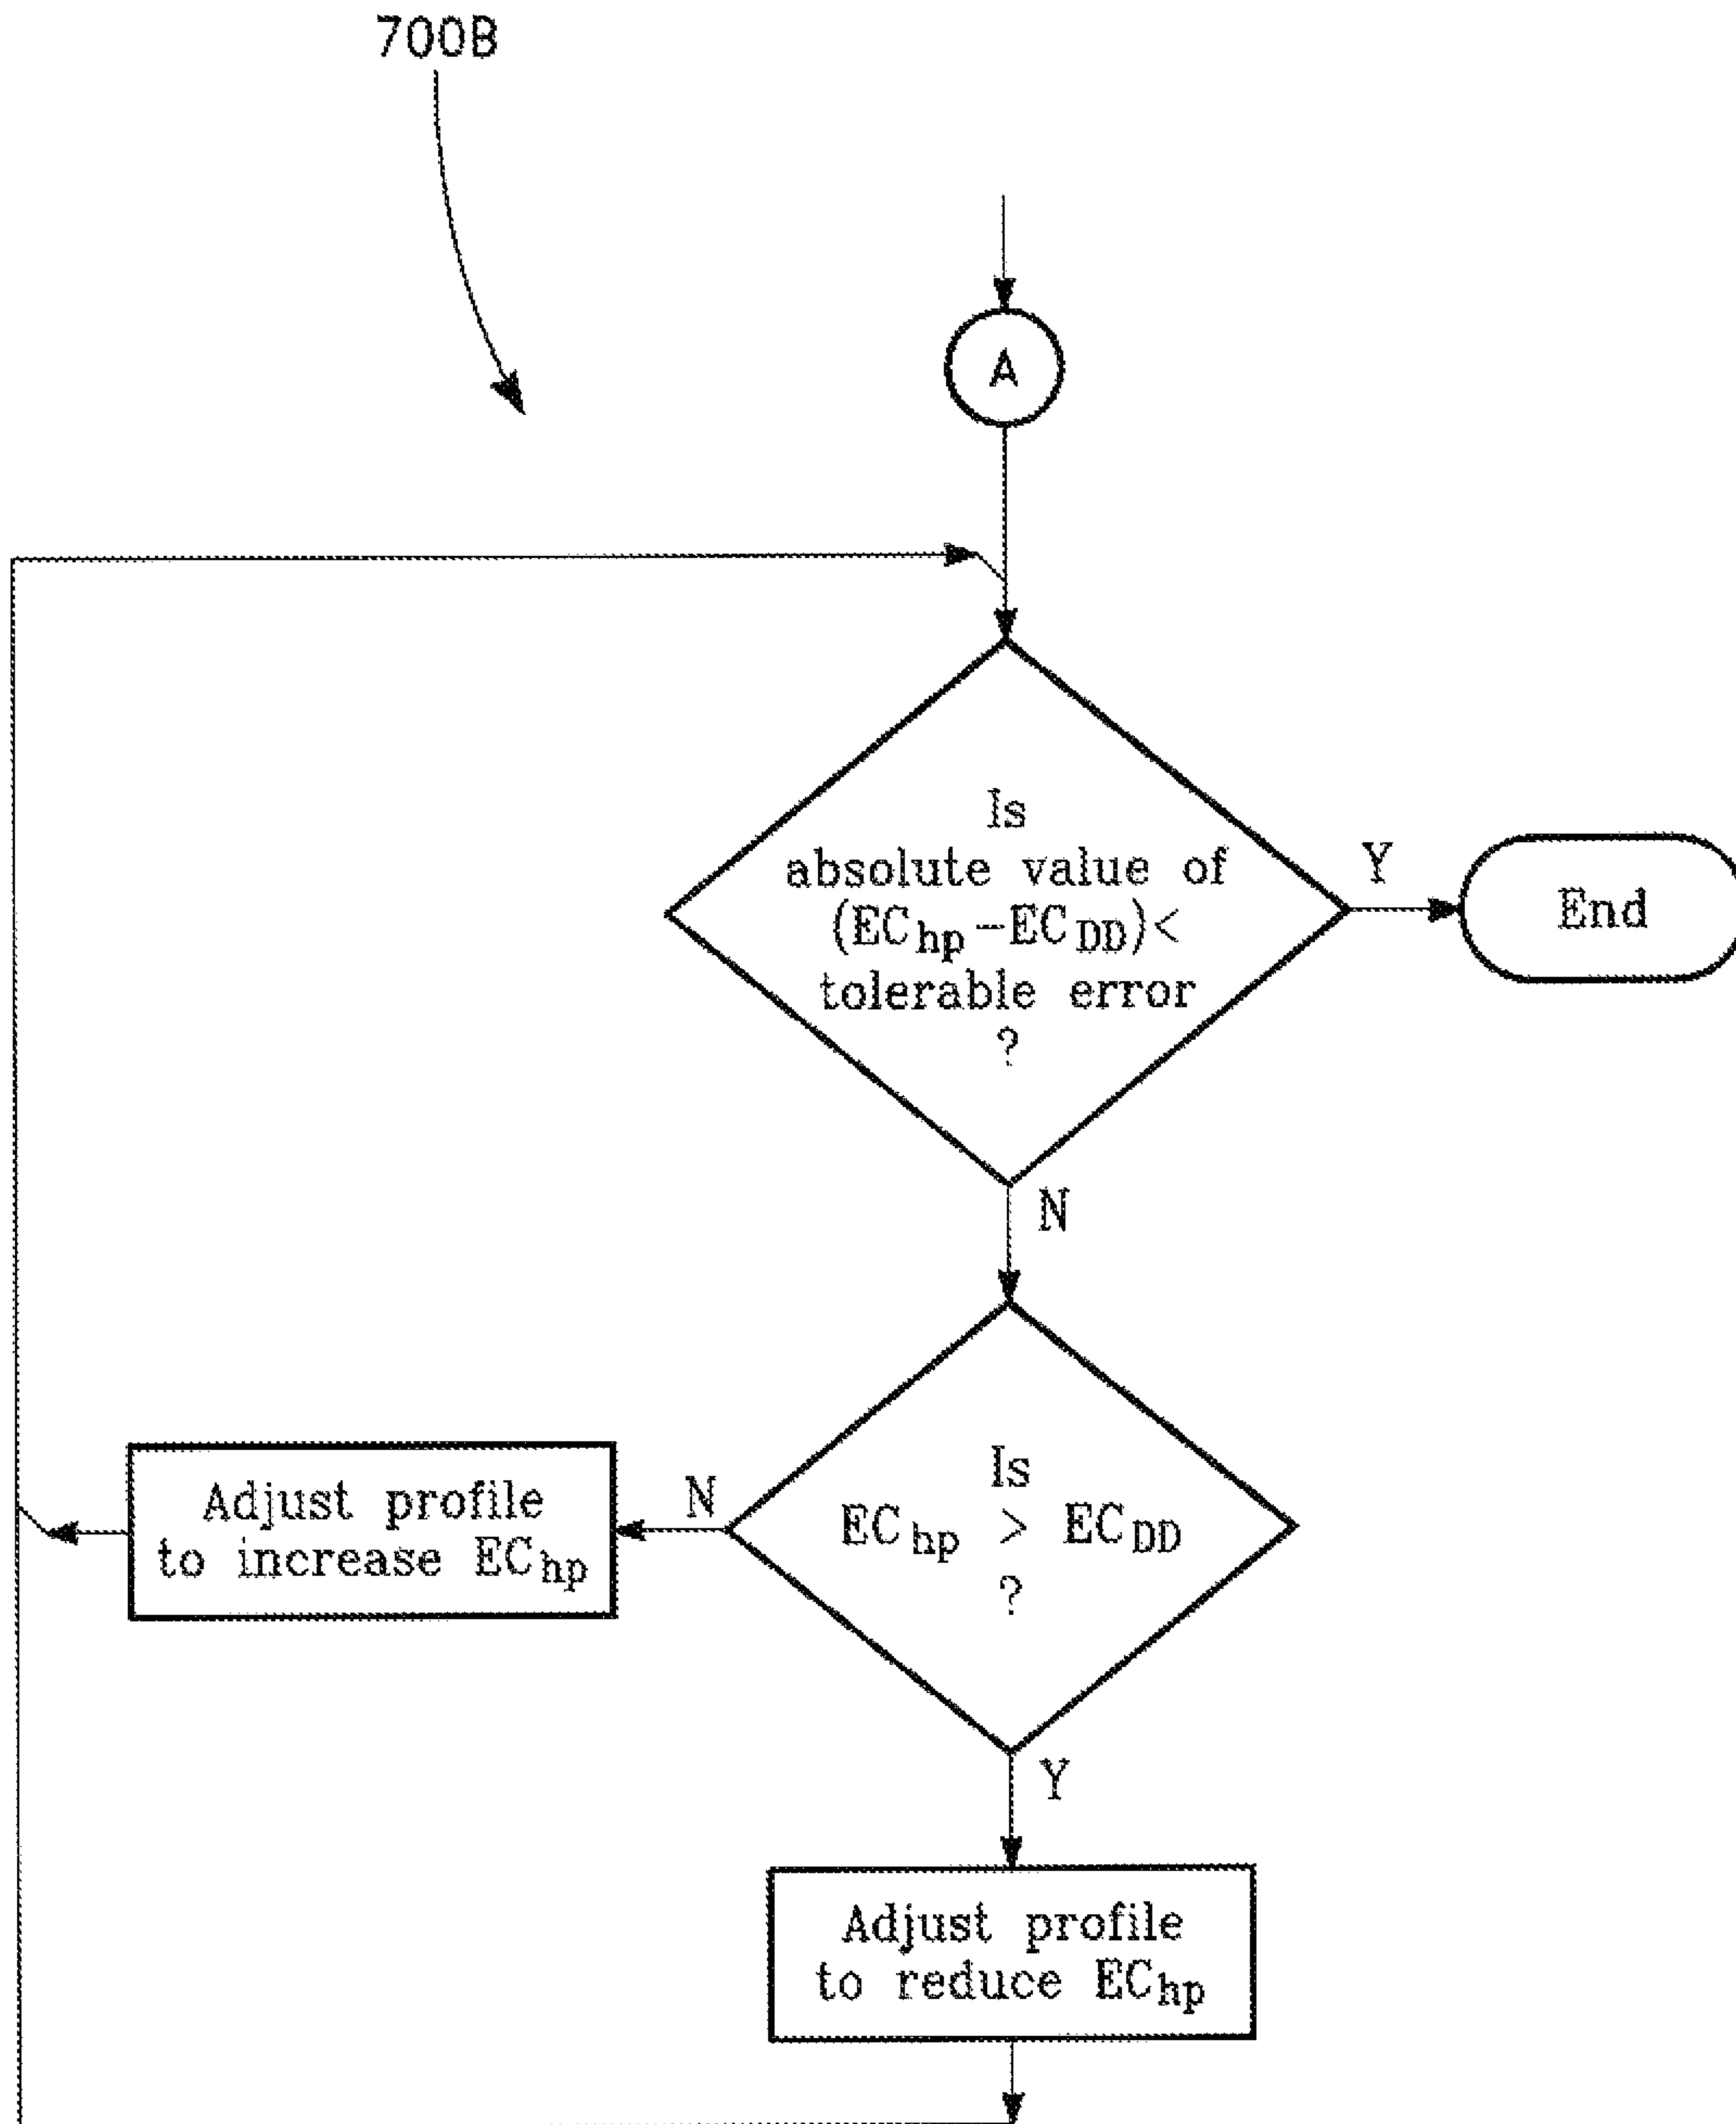 700B
A
Is
absolute value of
(EChp-ECDD)<
tolerable error
?
Y
End
N
Is
EChp > ECDD
?
N
Adjust profile
to increase EChp
Y
Adjust profile
to reduce EChp